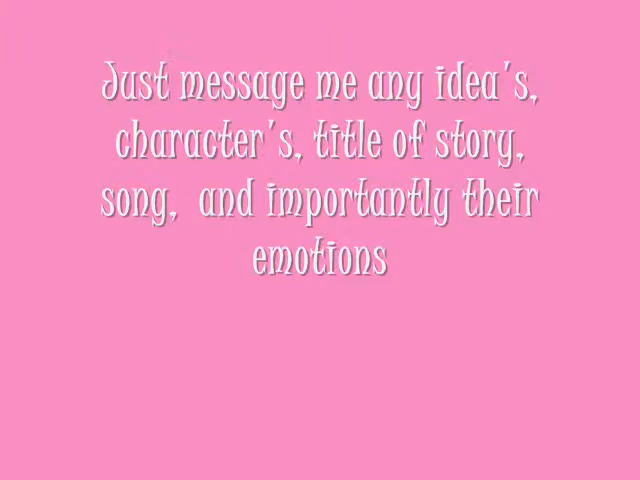 Just message me any idea's,
character's, title of story,
song,  and importantly their
emotions